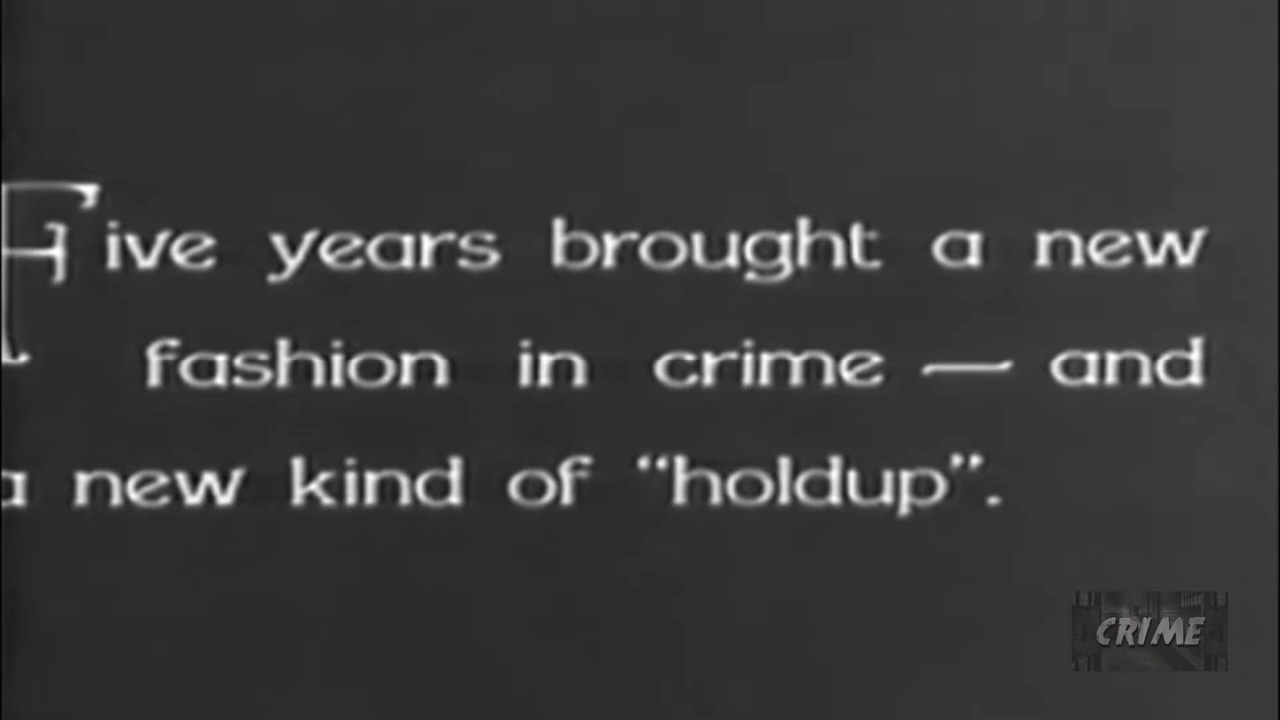 Five years brought a new
fashion in crime — and
a new kind of “holdup”.
CRIME